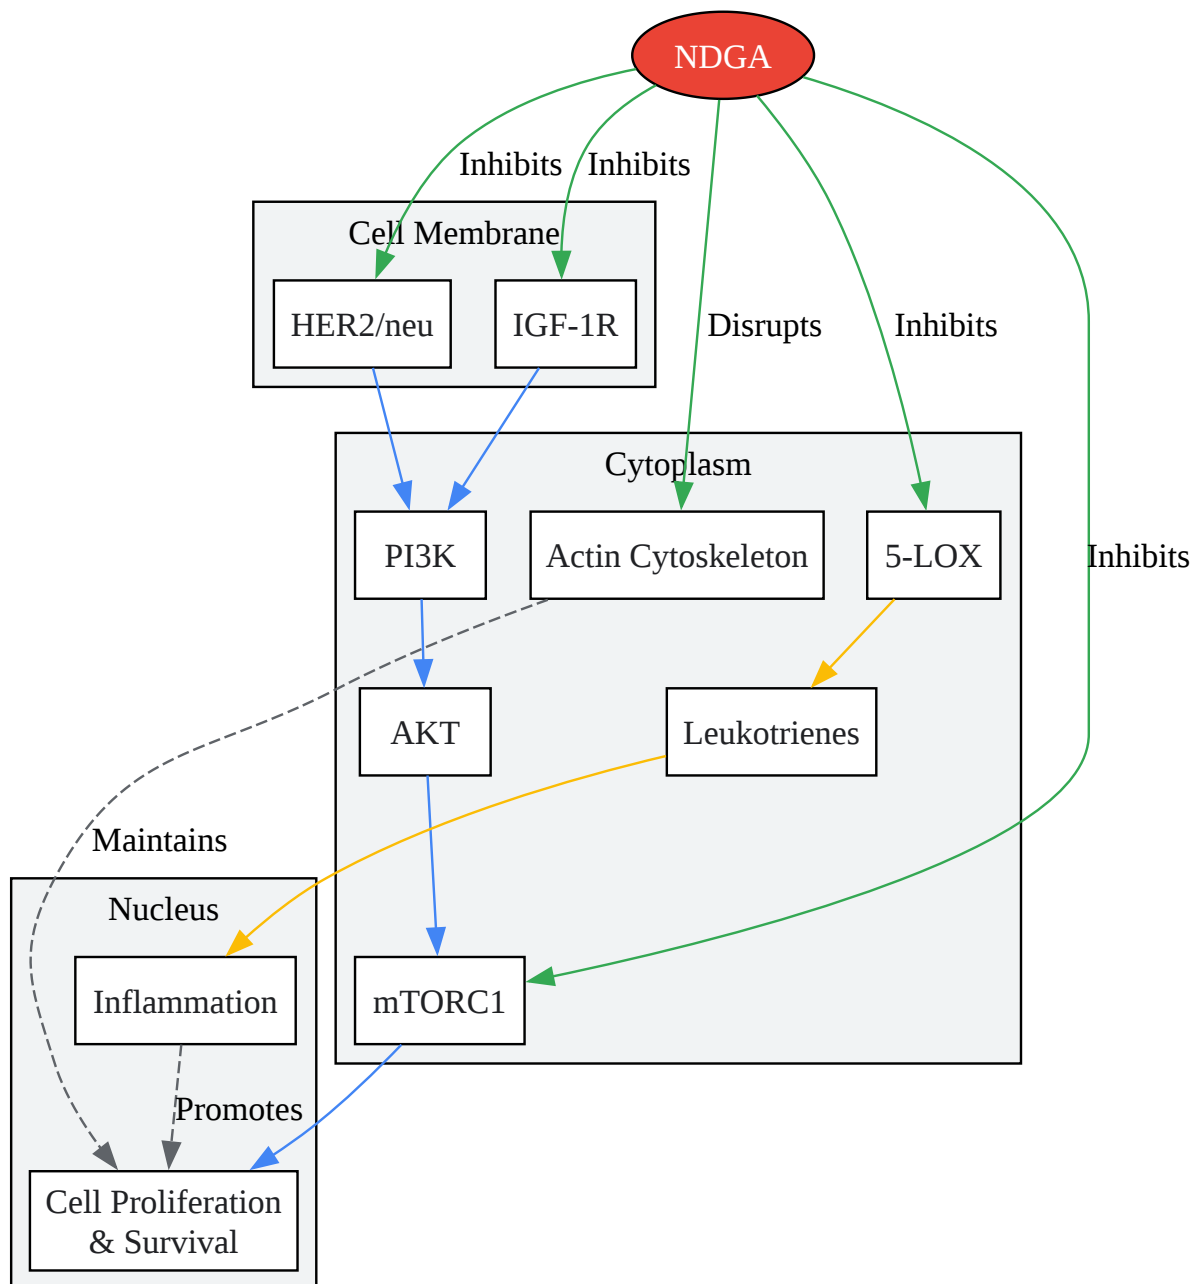 NDGA
Inhibits
Inhibits
Cell Membrane
HER2/neu
IGF-1R
Disrupts
Inhibits
Cytoplasm
PI3K
Actin Cytoskeleton
5-LOX
Inhibits
AKT
Leukotrienes
Maintains
Nucleus
Inflammation
mTORC1
Promotes
Cell Proliferation
& Survival